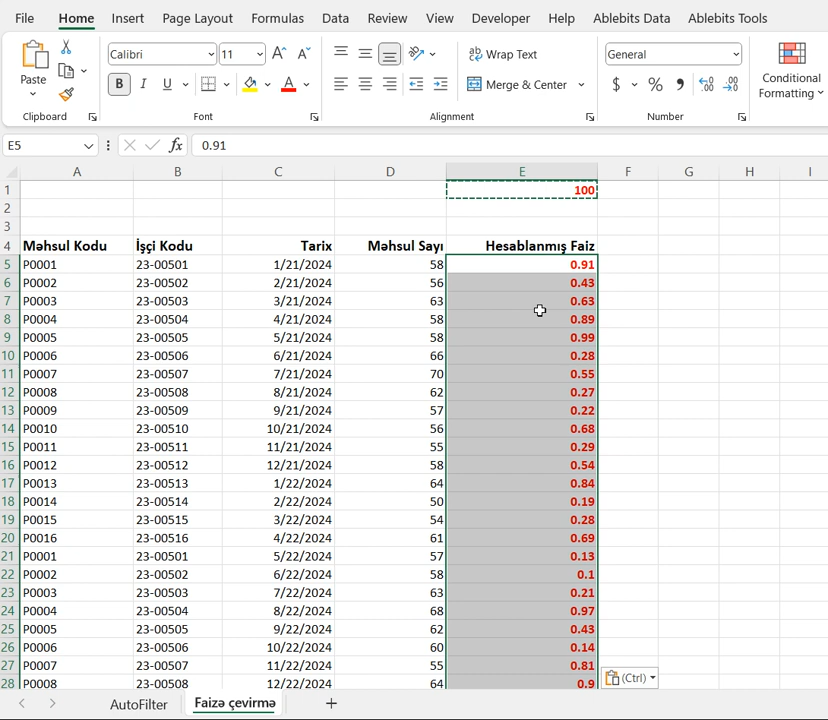 File Home Insert Page Layout Formulas Data Review View Developer Help Ablebits Data Ablebits Tools
Paste Calibri 11 A A Wrap Text General Conditional Formatting
B I U A Merge & Center $ % 9 .00 .00
Clipboard Font Alignment Number
E5 fx 0.91
A B C D E F G H I
1 100
2
3
4 Məhsul Kodu İşçi Kodu Tarix Məhsul Sayı Hesablanmış Faiz
5 P0001 23-00501 1/21/2024 58 0.91
6 P0002 23-00502 2/21/2024 56 0.43
7 P0003 23-00503 3/21/2024 63 0.63
8 P0004 23-00504 4/21/2024 58 0.89
9 P0005 23-00505 5/21/2024 58 0.99
10 P0006 23-00506 6/21/2024 66 0.28
11 P0007 23-00507 7/21/2024 70 0.55
12 P0008 23-00508 8/21/2024 62 0.27
13 P0009 23-00509 9/21/2024 57 0.22
14 P0010 23-00510 10/21/2024 56 0.68
15 P0011 23-00511 11/21/2024 55 0.29
16 P0012 23-00512 12/21/2024 58 0.54
17 P0013 23-00513 1/22/2024 64 0.84
18 P0014 23-00514 2/22/2024 50 0.19
19 P0015 23-00515 3/22/2024 54 0.28
20 P0016 23-00516 4/22/2024 61 0.69
21 P0001 23-00501 5/22/2024 57 0.13
22 P0002 23-00502 6/22/2024 58 0.1
23 P0003 23-00503 7/22/2024 63 0.21
24 P0004 23-00504 8/22/2024 68 0.97
25 P0005 23-00505 9/22/2024 62 0.43
26 P0006 23-00506 10/22/2024 60 0.14
27 P0007 23-00507 11/22/2024 55 0.81
28 P0008 23-00508 12/22/2024 64 0.9
(Ctrl)
AutoFilter Faizə çevirmə +